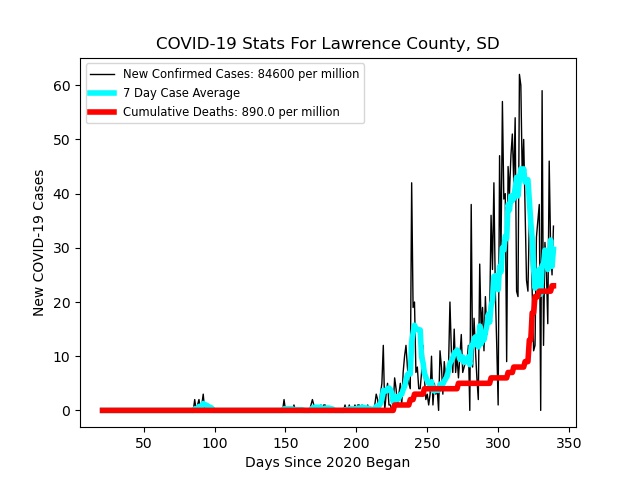 COVID-19 Stats For Lawrence County, SD
New Confirmed Cases: 84600 per million
7 Day Case Average
Cumulative Deaths: 890.0 per million
60
50
40
30
20
10
0
New COVID-19 Cases
50 100 150 200 250 300 350
Days Since 2020 Began